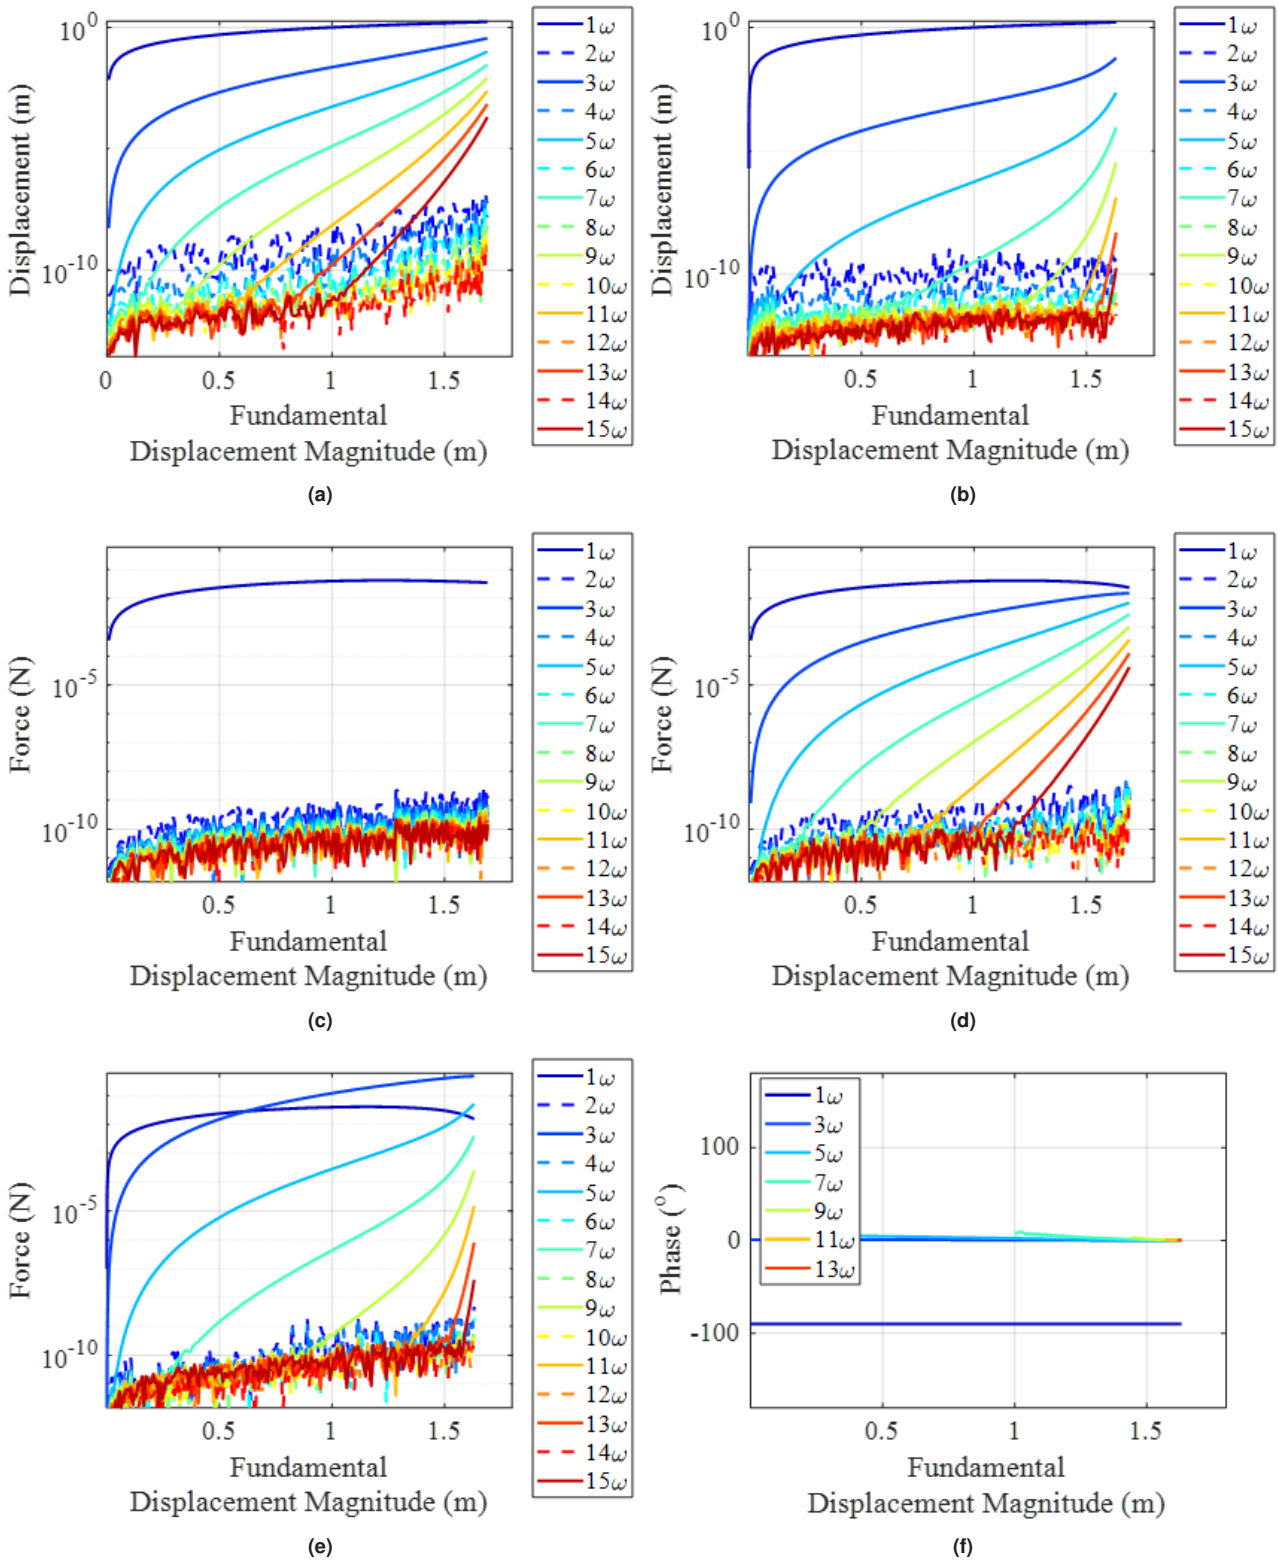 10^0
10^-10
Displacement (m)
0
0.5
1
1.5
Fundamental
Displacement Magnitude (m)
1ω
2ω
3ω
4ω
5ω
6ω
7ω
8ω
9ω
10ω
11ω
12ω
13ω
14ω
15ω
(a)
10^0
10^-10
Displacement (m)
0.5
1
1.5
Fundamental
Displacement Magnitude (m)
1ω
2ω
3ω
4ω
5ω
6ω
7ω
8ω
9ω
10ω
11ω
12ω
13ω
14ω
15ω
(b)
10^-5
10^-10
Force (N)
0.5
1
1.5
Fundamental
Displacement Magnitude (m)
1ω
2ω
3ω
4ω
5ω
6ω
7ω
8ω
9ω
10ω
11ω
12ω
13ω
14ω
15ω
(c)
10^-5
10^-10
Force (N)
0.5
1
1.5
Fundamental
Displacement Magnitude (m)
1ω
2ω
3ω
4ω
5ω
6ω
7ω
8ω
9ω
10ω
11ω
12ω
13ω
14ω
15ω
(d)
10^-5
10^-10
Force (N)
0.5
1
1.5
Fundamental
Displacement Magnitude (m)
1ω
2ω
3ω
4ω
5ω
6ω
7ω
8ω
9ω
10ω
11ω
12ω
13ω
14ω
15ω
(e)
100
0
-100
Phase (°)
1ω
3ω
5ω
7ω
9ω
11ω
13ω
0.5
1
1.5
Fundamental
Displacement Magnitude (m)
(f)